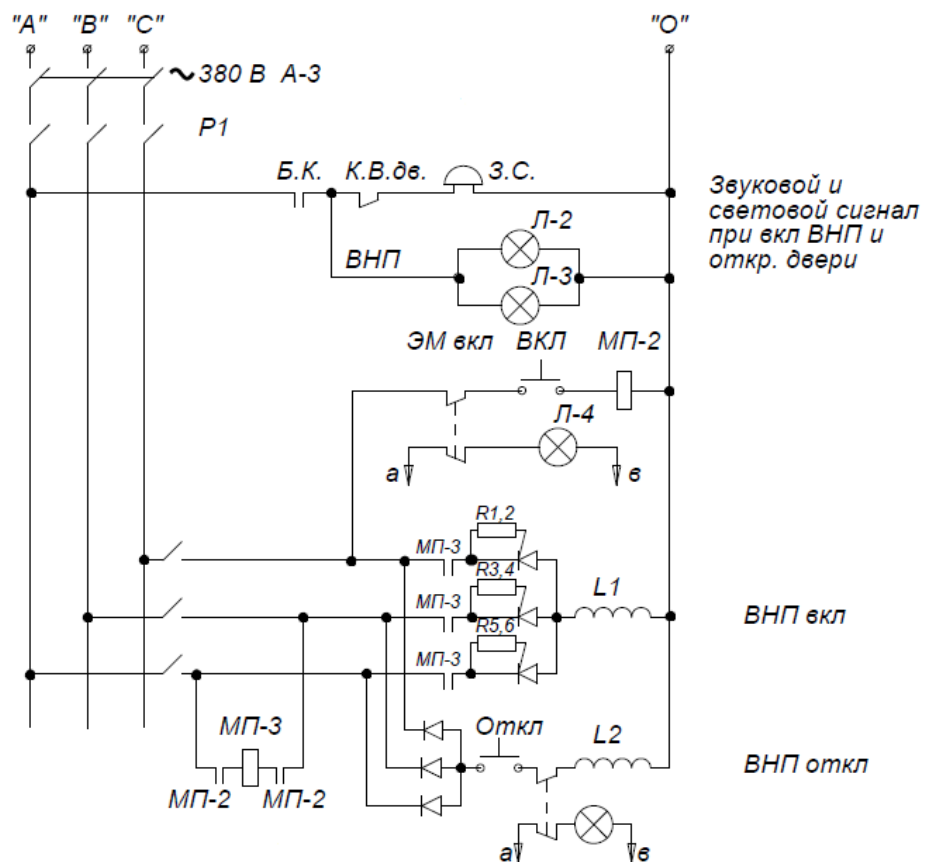 "А" "В" "С" "О"
~380 В А-3
Р1
Б.К. К.В.дв. З.С.
Звуковой и
световой сигнал
при вкл ВНП и
откр. двери
Л-2
ВНП
Л-3
ЭМ вкл ВКЛ МП-2
Л-4
а в
R1,2
МП-3
R3,4
L1
МП-3
ВНП вкл
R5,6
МП-3
МП-3
Откл L2
ВНП откл
МП-2 МП-2
а в